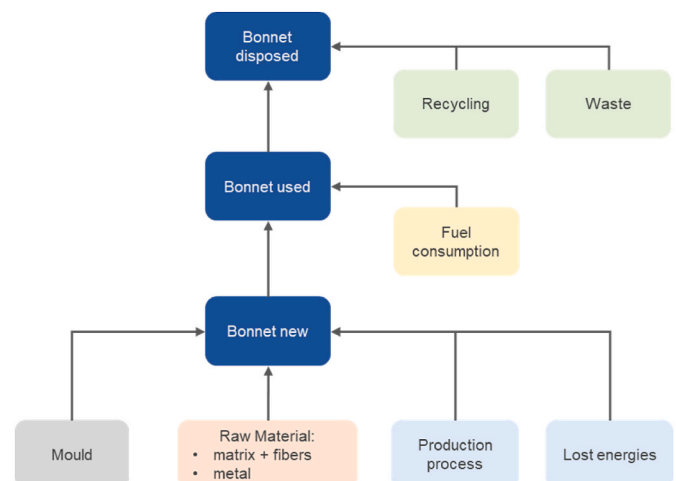 Bonnet
disposed
Recycling
Waste
Bonnet used
Fuel
consumption
Bonnet new
Mould
Raw Material:
• matrix + fibers
• metal
Production
process
Lost energies